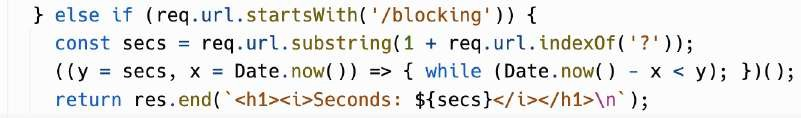 } else if (req.url.startsWith('/blocking')) {
const secs = req.url.substring(1 + req.url.indexOf('?'));
((y = secs, x = Date.now()) => { while (Date.now() - x < y); })();
return res.end(`<h1><i>Seconds: ${secs}</i></h1>\n`);